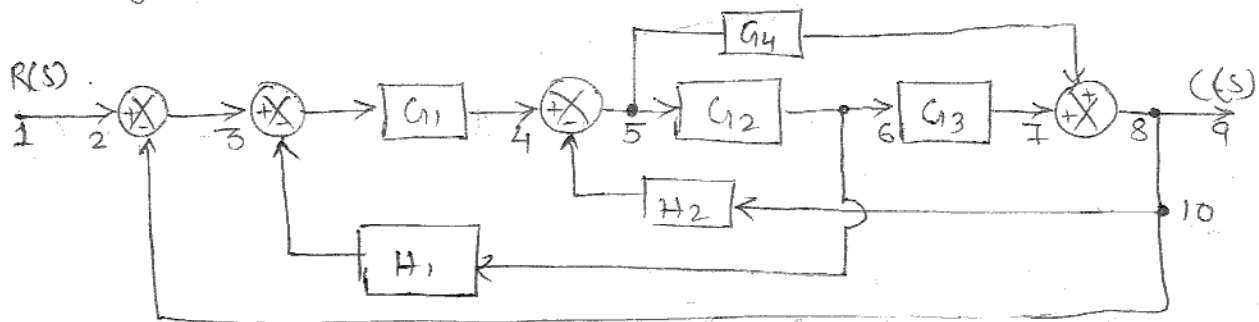 G4
R(S) C(S)
+ - + - G1 + - G2 G3 + +
1 2 3 4 5 6 7 8 9
H2 10
H1